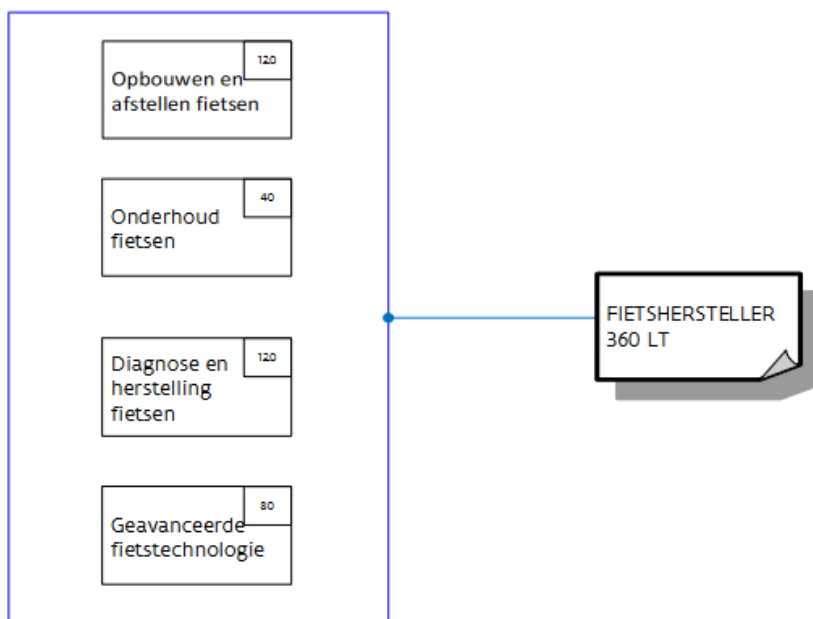 120
Opbouwen en
afstellen fietsen
40
Onderhoud
fietsen
120
Diagnose en
herstelling
fietsen
80
Geavanceerde
fietstechnologie
FIETSHERSTELLER
360 LT